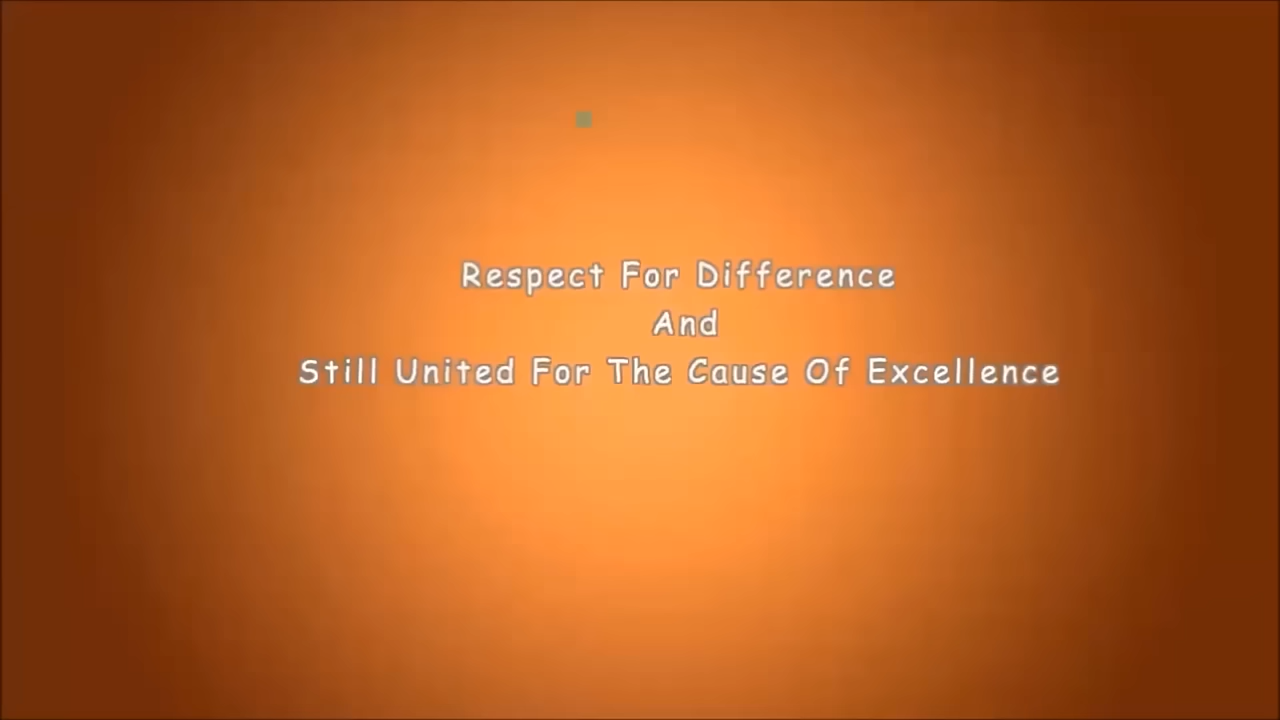 Respect For Difference
And
Still United For The Cause Of Excellence